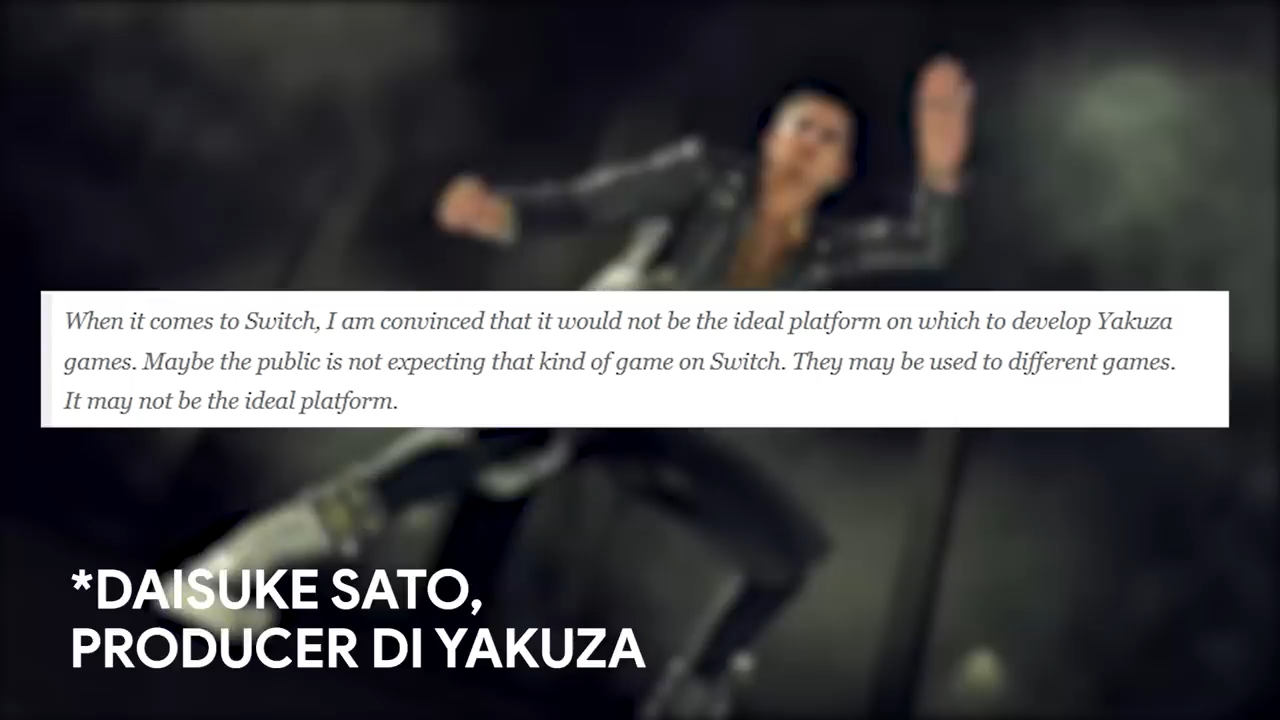 When it comes to Switch, I am convinced that it would not be the ideal platform on which to develop Yakuza
games. Maybe the public is not expecting that kind of game on Switch. They may be used to different games.
It may not be the ideal platform.
*DAISUKE SATO,
PRODUCER DI YAKUZA